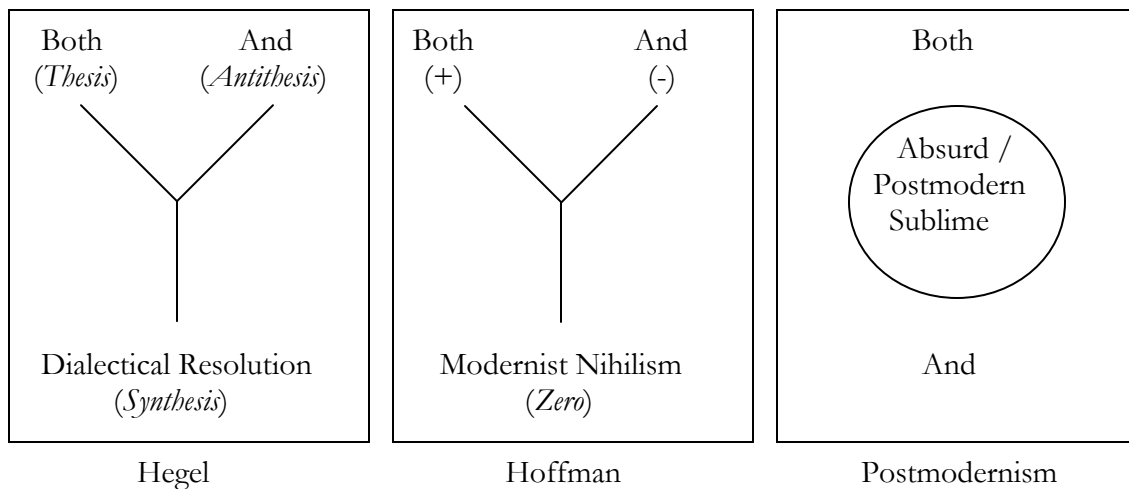 Both And
(Thesis) (Antithesis)
Dialectical Resolution
(Synthesis)
Hegel
Both And
(+) (-)
Modernist Nihilism
(Zero)
Hoffman
Both
Absurd /
Postmodern
Sublime
And
Postmodernism